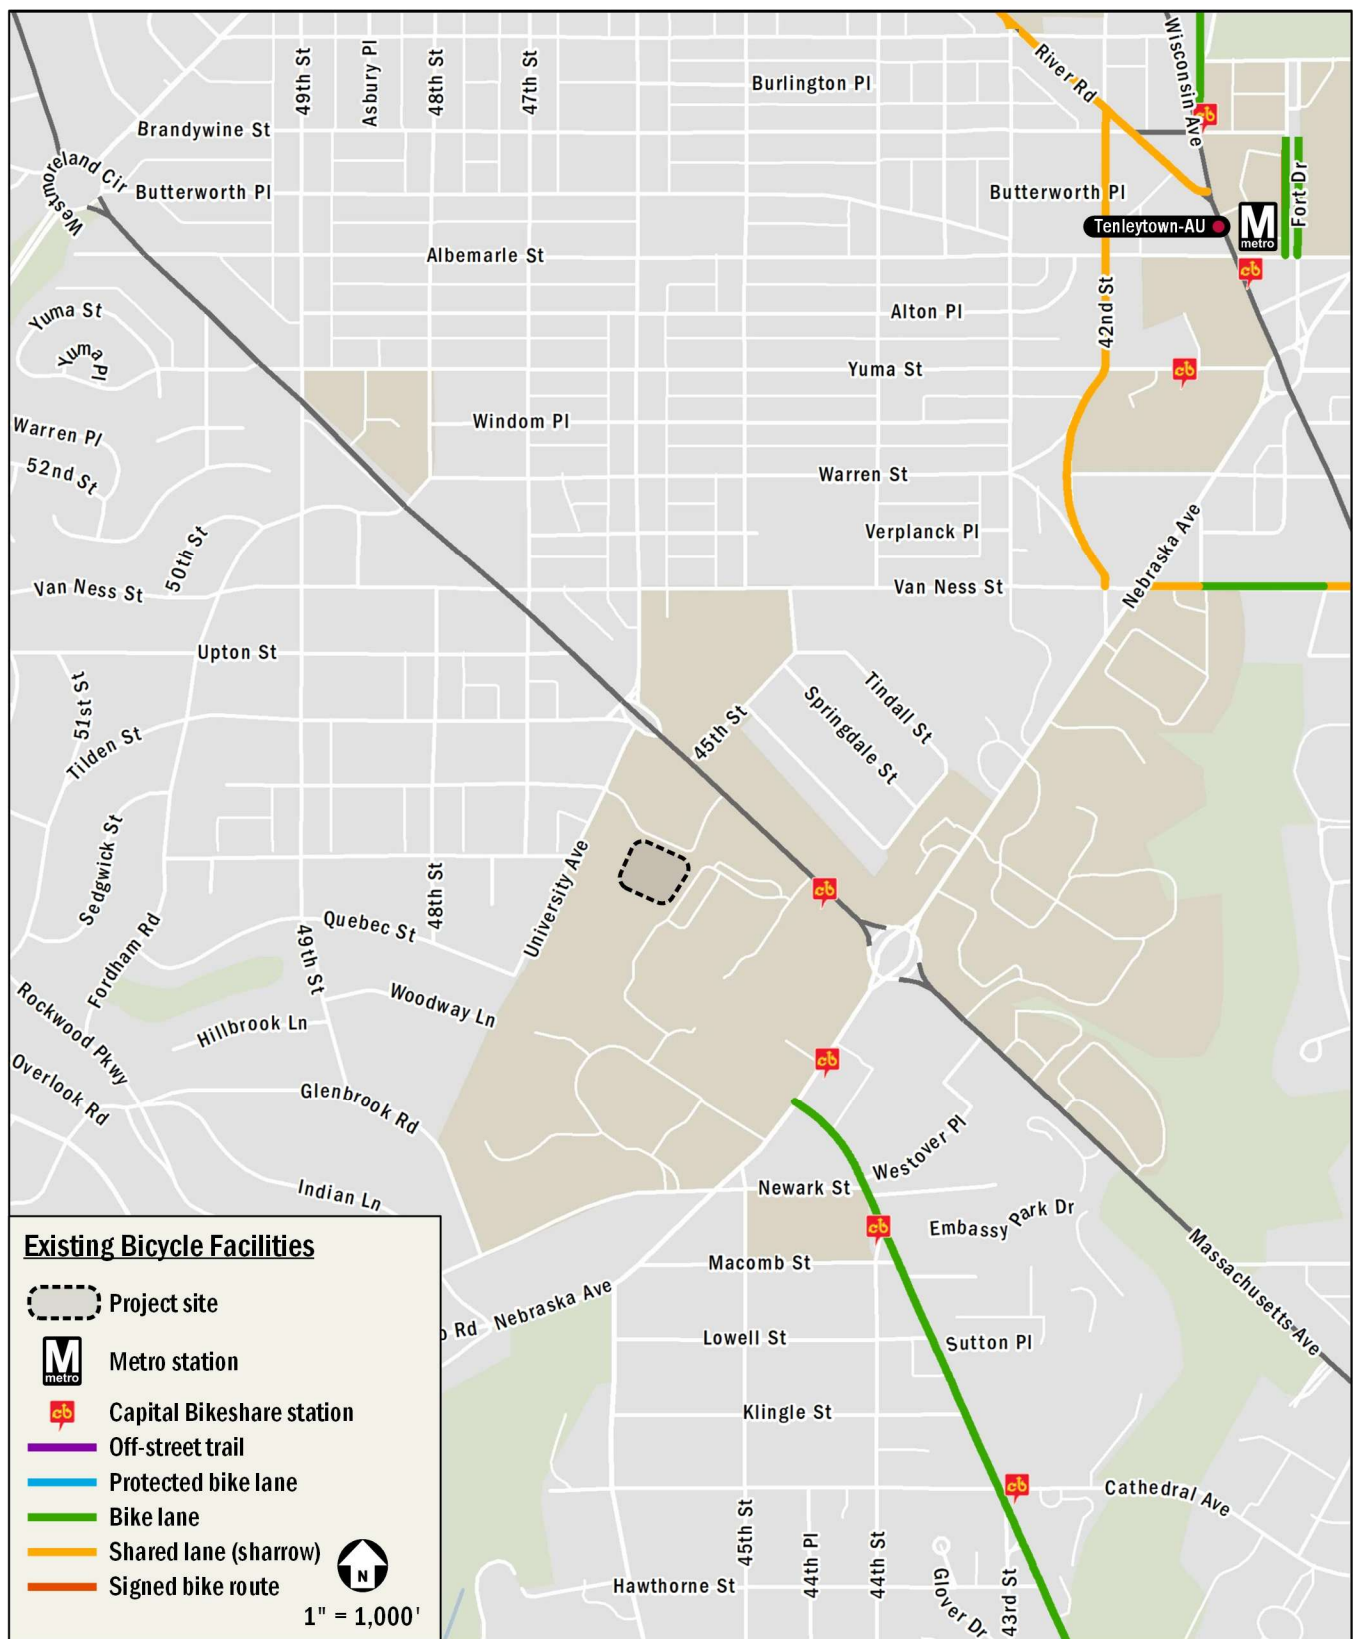 49th St
Asbury Pl
48th St
47th St
Burlington Pl
River Rd
Wisconsin Ave
cb
Brandywine St
Westmoreland Cir
Butterworth Pl
Butterworth Pl
Fort Dr
Tenleytown-AU
M
metro
Albemarle St
cb
Yuma St
Alton Pl
42nd St
Yuma Pl
Yuma St
cb
Warren Pl
Windom Pl
52nd St
Warren St
50th St
Verplanck Pl
Nebraska Ave
Van Ness St
Van Ness St
Upton St
51st St
Tilden St
45th St
Springdale St
Tindall St
Sedgwick St
University Ave
48th St
cb
Fordham Rd
Quebec St
49th St
Rockwood Pkwy
Woodway Ln
Hillbrook Ln
Overlook Rd
Glenbrook Rd
cb
Westover Pl
Indian Ln
Newark St
cb
Embassy Park Dr
Macomb St
Massachusetts Ave
o Rd
Nebraska Ave
Lowell St
Sutton Pl
Klingle St
cb
Cathedral Ave
45th St
44th Pl
44th St
Glover Dr
43rd St
Hawthorne St
Existing Bicycle Facilities
Project site
M
metro
Metro station
cb
Capital Bikeshare station
Off-street trail
Protected bike lane
Bike lane
Shared lane (sharrow)
Signed bike route
N
1" = 1,000'